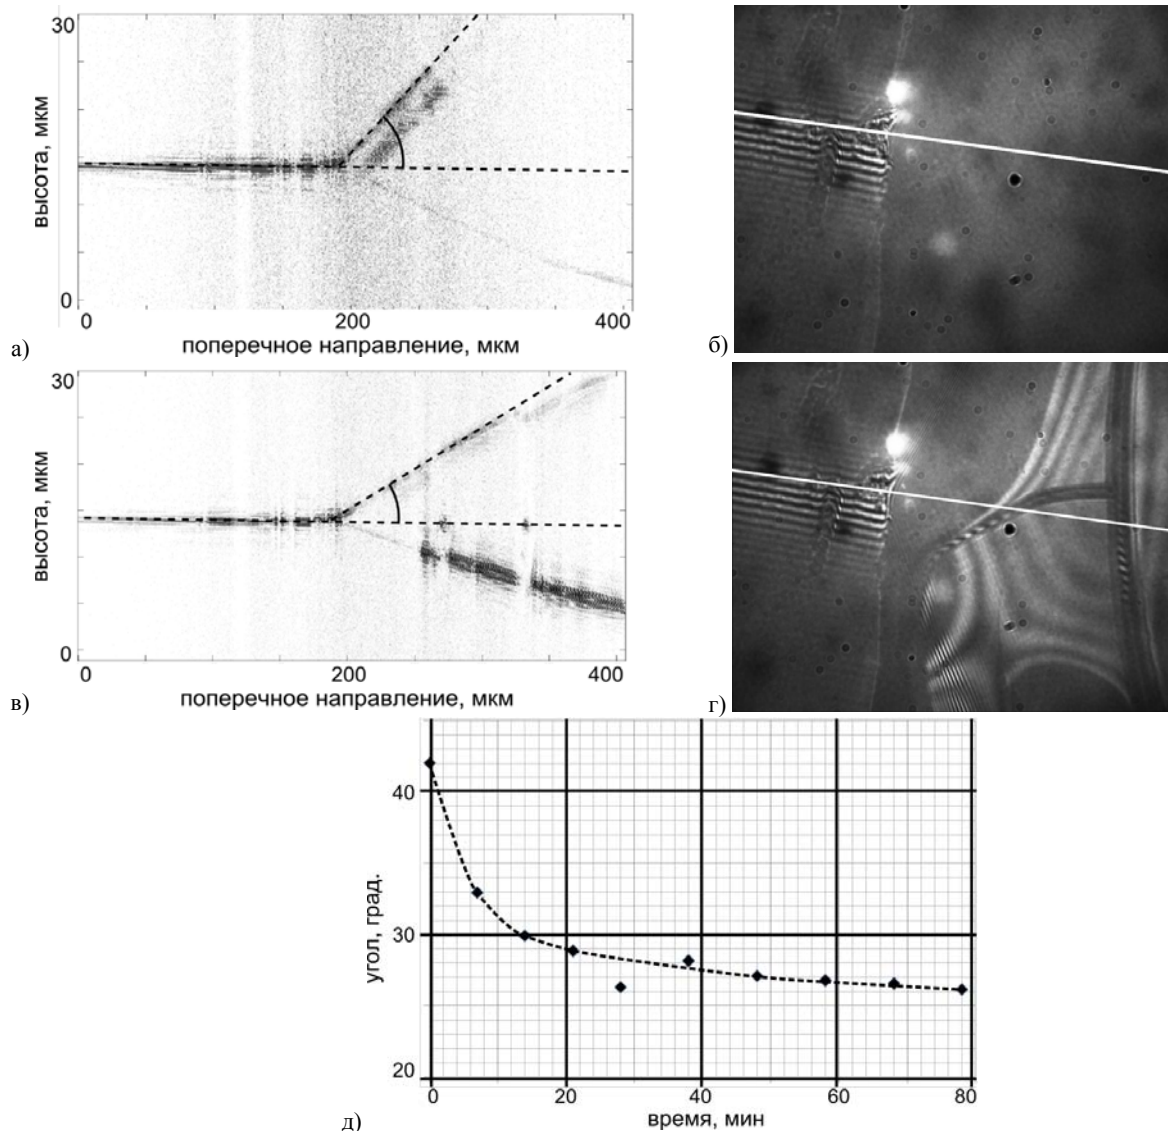 30
высота, мкм
0
0
200
400
поперечное направление, мкм
а)
б)
30
высота, мкм
0
0
200
400
поперечное направление, мкм
в)
г)
40
30
20
угол, град.
0
20
40
60
80
время, мин
д)